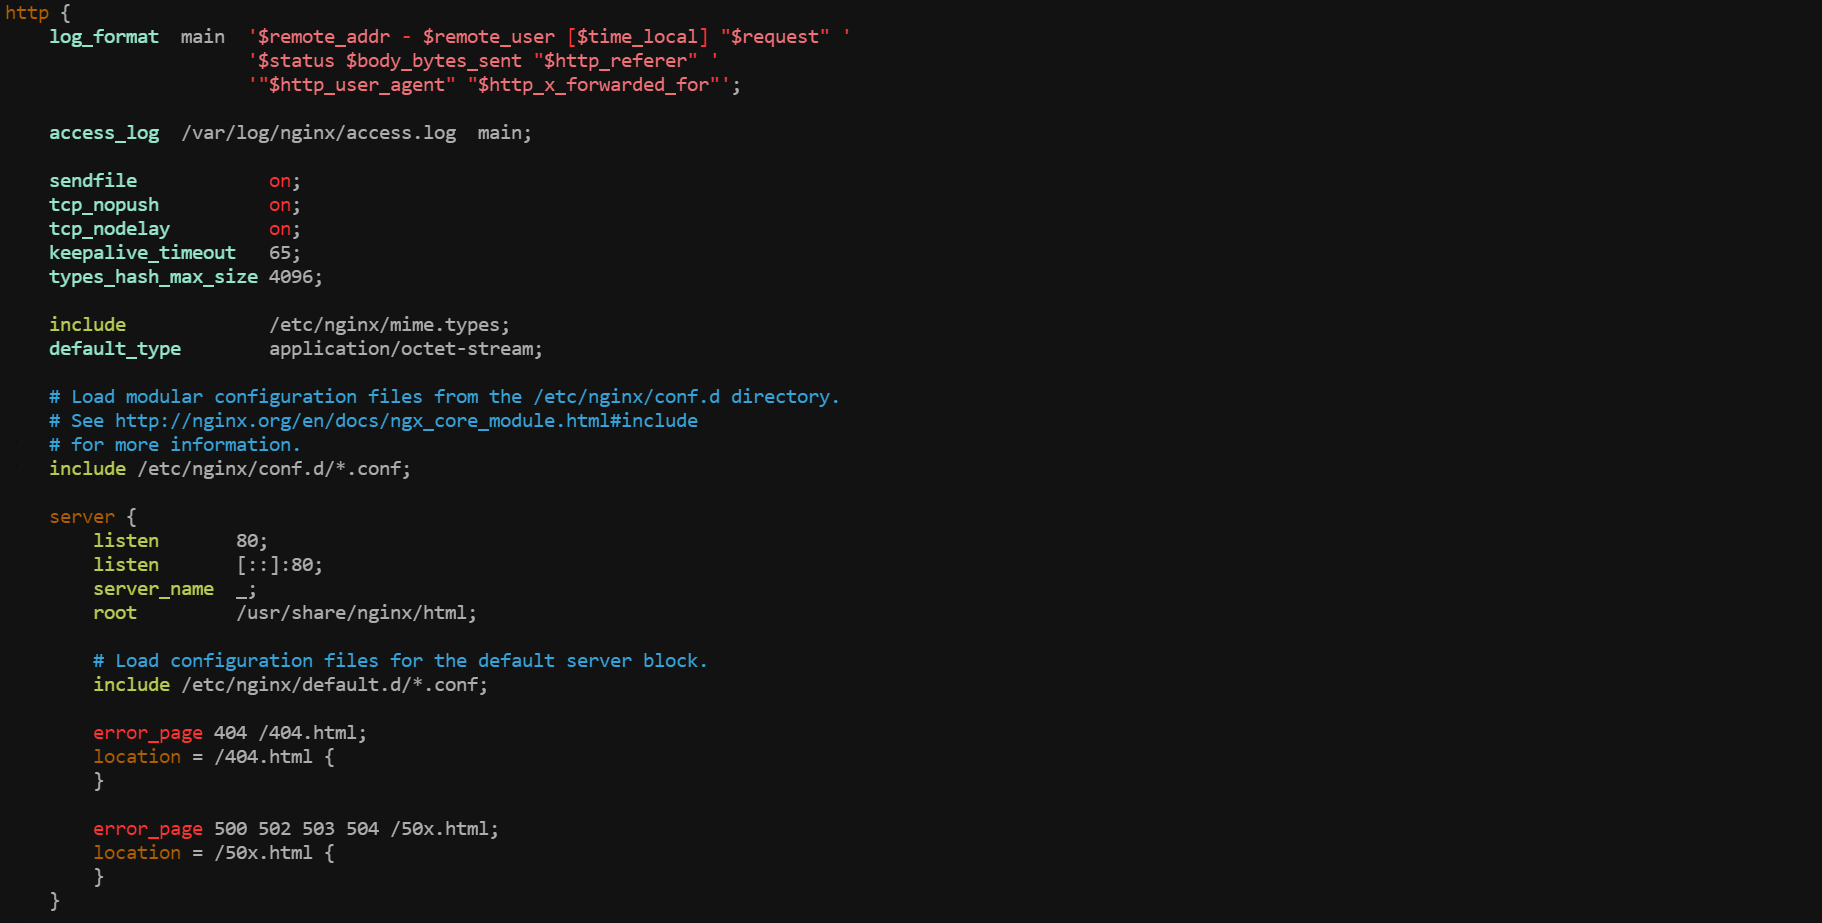 http {
    log_format  main  '$remote_addr - $remote_user [$time_local] "$request" '
                      '$status $body_bytes_sent "$http_referer" '
                      '"$http_user_agent" "$http_x_forwarded_for"';

    access_log  /var/log/nginx/access.log  main;

    sendfile            on;
    tcp_nopush          on;
    tcp_nodelay         on;
    keepalive_timeout   65;
    types_hash_max_size 4096;

    include             /etc/nginx/mime.types;
    default_type        application/octet-stream;

    # Load modular configuration files from the /etc/nginx/conf.d directory.
    # See http://nginx.org/en/docs/ngx_core_module.html#include
    # for more information.
    include /etc/nginx/conf.d/*.conf;

    server {
        listen       80;
        listen       [::]:80;
        server_name  _;
        root         /usr/share/nginx/html;

        # Load configuration files for the default server block.
        include /etc/nginx/default.d/*.conf;

        error_page 404 /404.html;
        location = /404.html {
        }

        error_page 500 502 503 504 /50x.html;
        location = /50x.html {
        }
    }